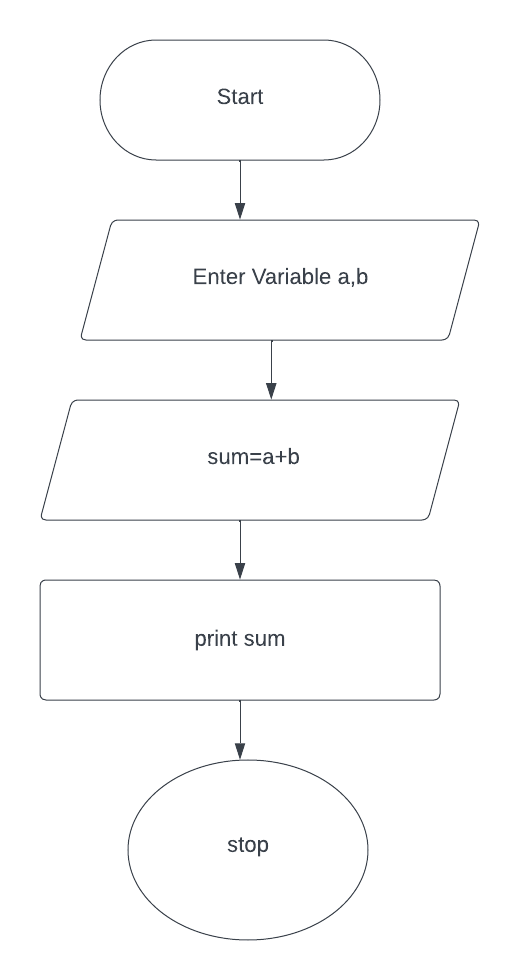 Start
Enter Variable a,b
sum=a+b
print sum
stop